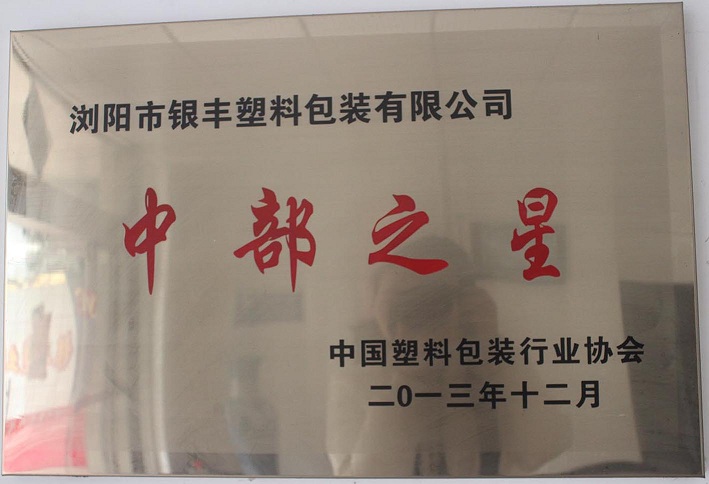 浏阳市银丰塑料包装有限公司
中部之星
中国塑料包装行业协会
二0一三年十二月